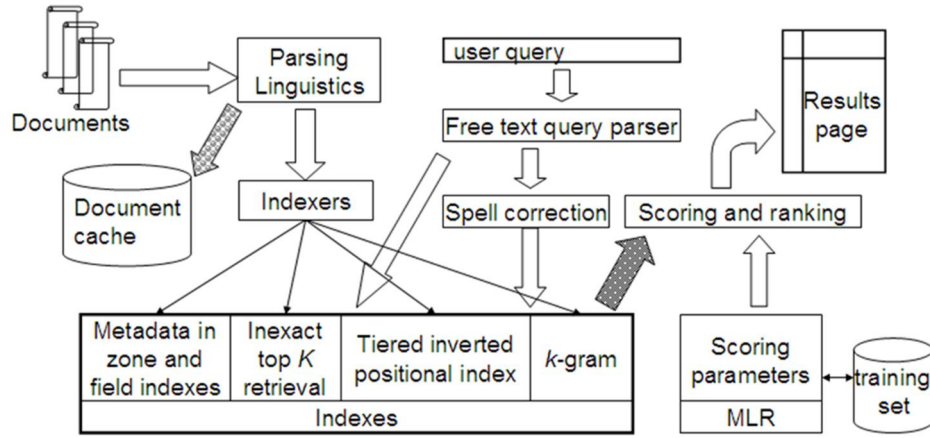 Documents
Parsing
Linguistics
user query
Results
page
Free text query parser
Document
cache
Indexers
Spell correction
Scoring and ranking
Metadata in
zone and
field indexes
Inexact
top K
retrieval
Tiered inverted
positional index
k-gram
Indexes
Scoring
parameters
MLR
training
set